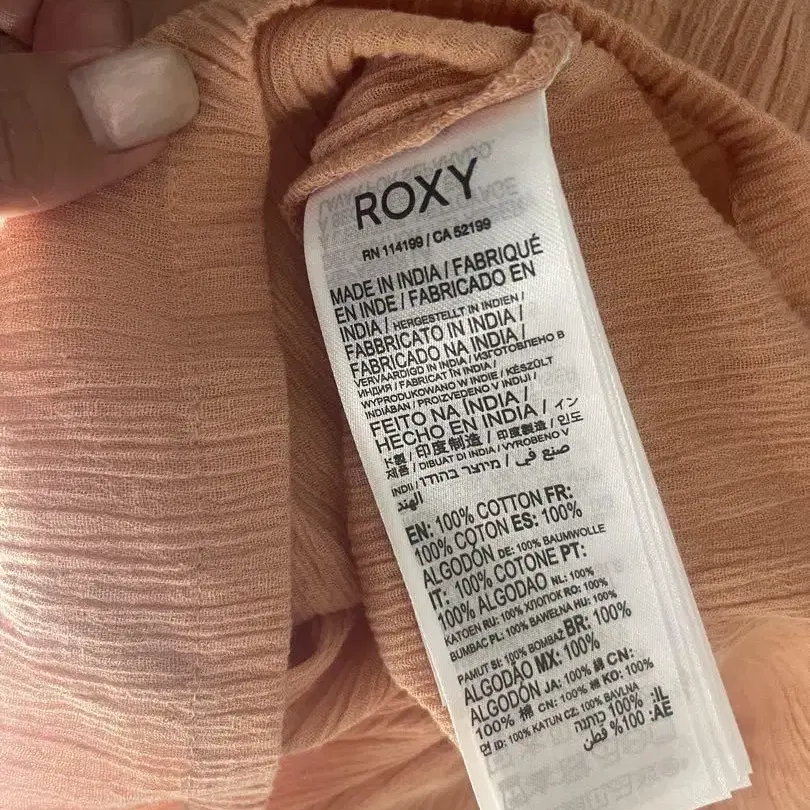 ROXY
RN 114199 / CA 52199
MADE IN INDIA / FABRIQUÉ
EN INDE / FABRICADO EN
INDIA / HERGESTELLT IN INDIEN /
FABBRICATO IN INDIA /
FABRICADO NA INDIA /
VERVAARDIGD IN INDIA / ИЗГОТОВЛЕНО В
ИНДИЯ / FABRICAT ÎN INDIA /
WYPRODUKOWANO W INDIE / KÉSZÜLT
INDIÁBAN / PROIZVEDENO V INDIJI /
FEITO NA ÍNDIA /
HECHO EN INDIA / イン
ド製 / 印度制造 / 印度製造 / 인도
제품 / DIBUAT DI INDIA / VYROBENO V
INDII / מיוצר בהודו / صنع في
الهند
EN: 100% COTTON FR:
100% COTON ES: 100%
ALGODÓN DE: 100% BAUMWOLLE
IT: 100% COTONE PT:
100% ALGODAO NL: 100%
KATOEN RU: 100% ХЛОПОК RO: 100%
BUMBAC PL: 100% BAWEŁNA HU: 100%
PAMUT SI: 100% BOMBAŽ BR: 100%
ALGODÃO MX: 100%
ALGODÓN JA: 100% 綿 CN:
100% 棉 CN: 100% 棉 KO: 100%
면 ID: 100% KATUN CZ: 100% BAVLNA
IL: 100% כותנה
AE: 100% قطن